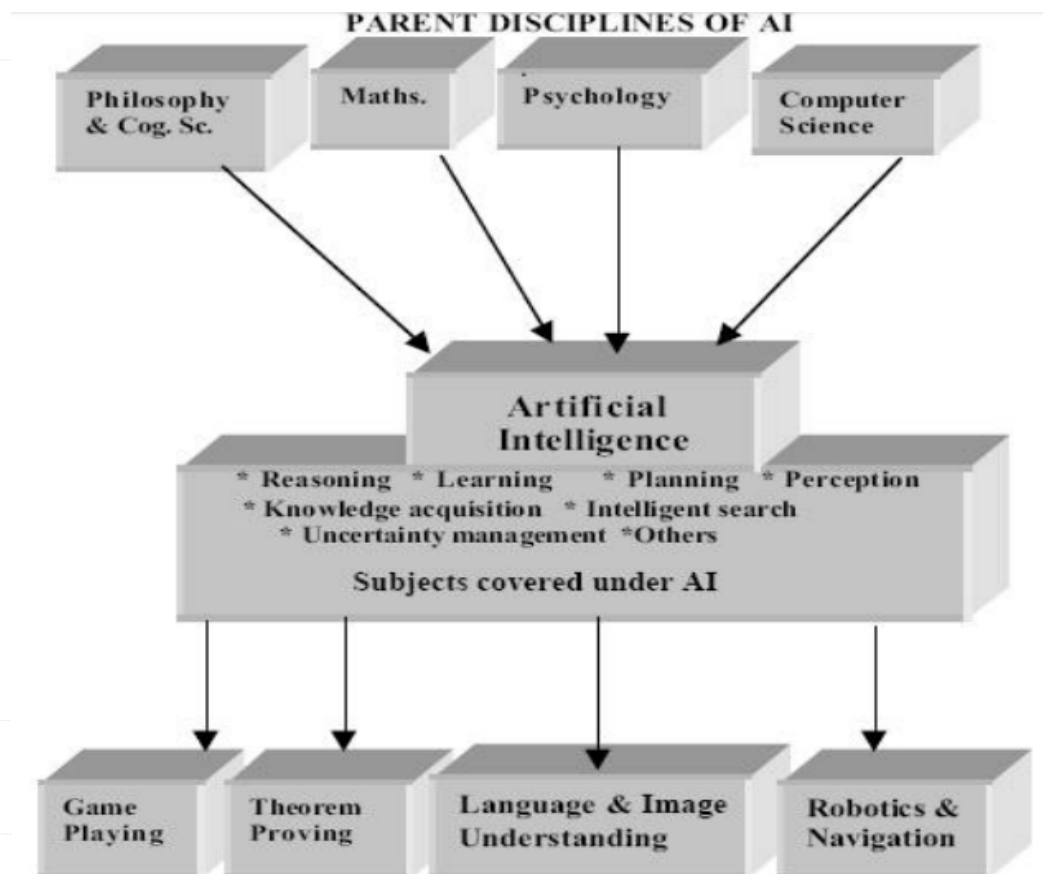 PARENT DISCIPLINES OF AI
Philosophy
& Cog. Sc.
Maths.
Psychology
Computer
Science
Artificial
Intelligence
* Reasoning * Learning * Planning * Perception
* Knowledge acquisition * Intelligent search
* Uncertainty management *Others
Subjects covered under AI
Game
Playing
Theorem
Proving
Language & Image
Understanding
Robotics &
Navigation